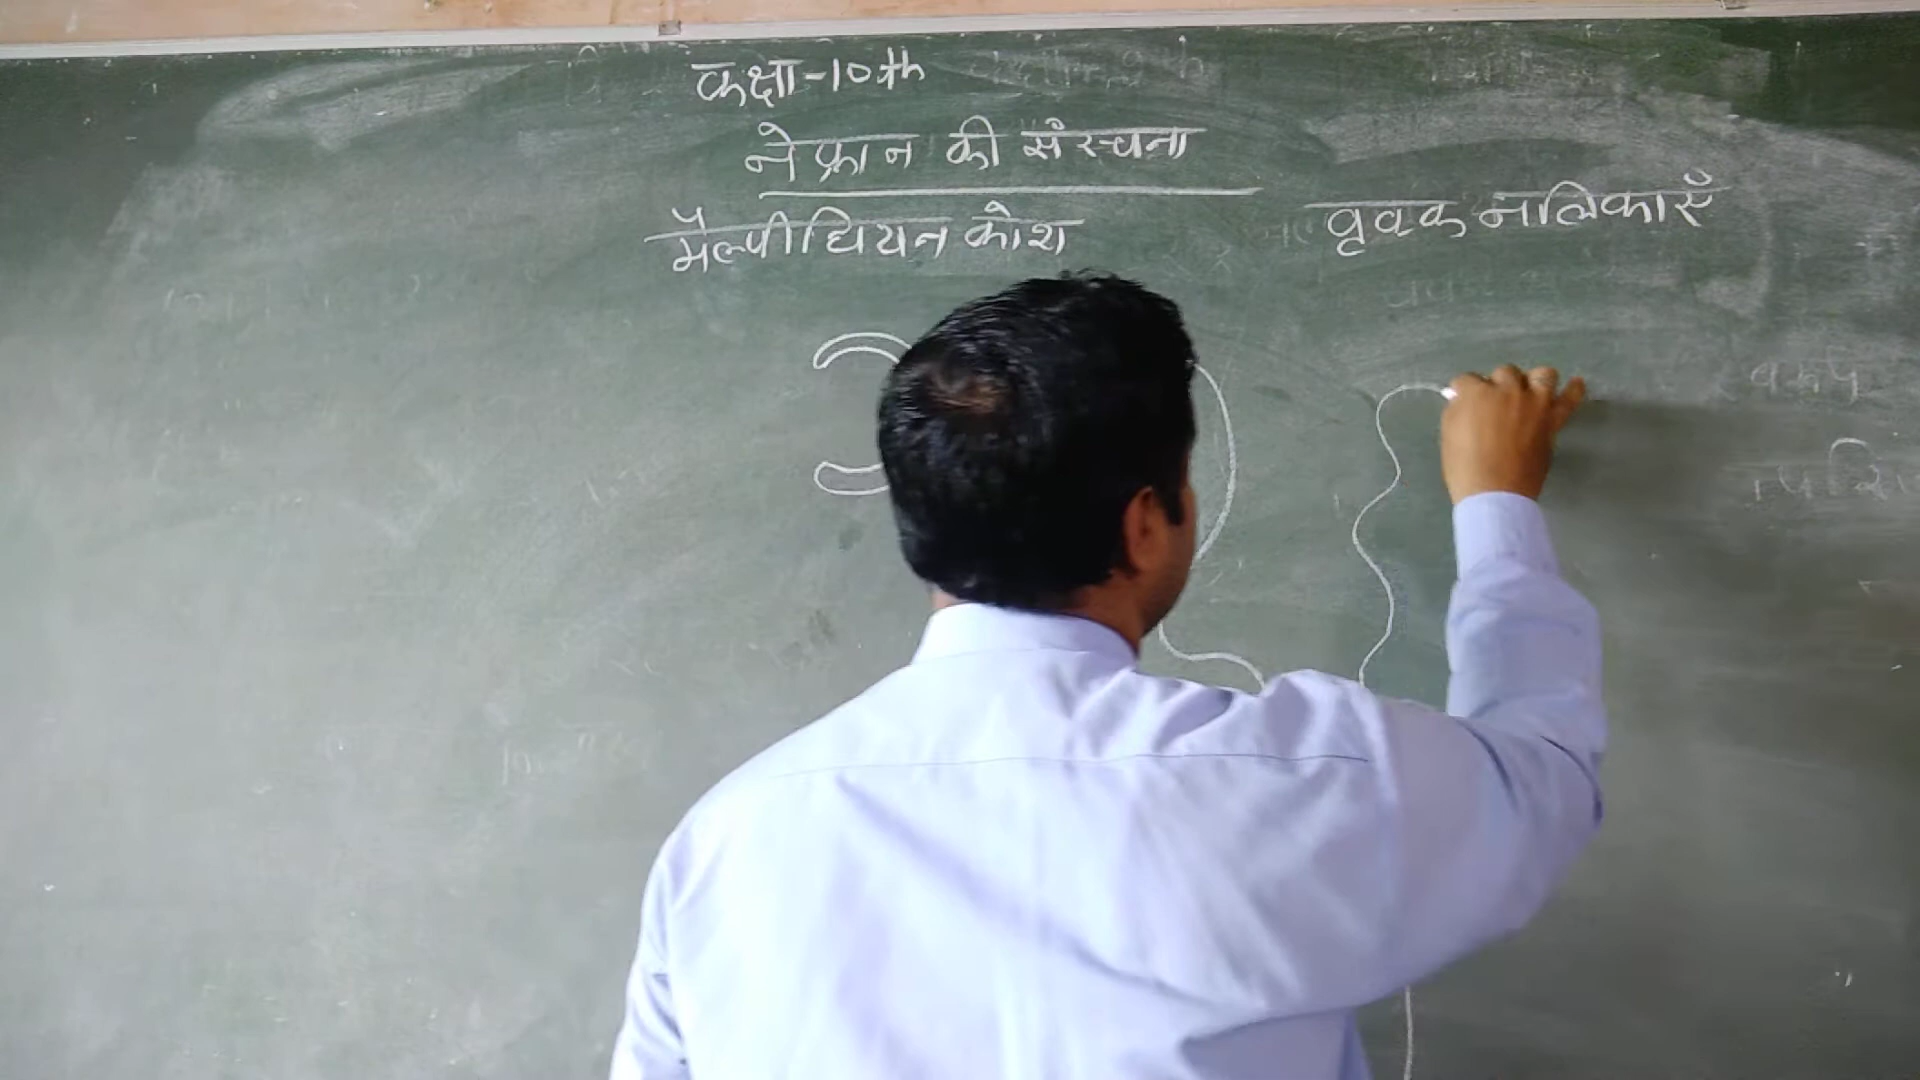 कक्षा-10th
नेफ्रान की संरचना
मैल्पीघियन कोश
वृक्क नलिकाएँ